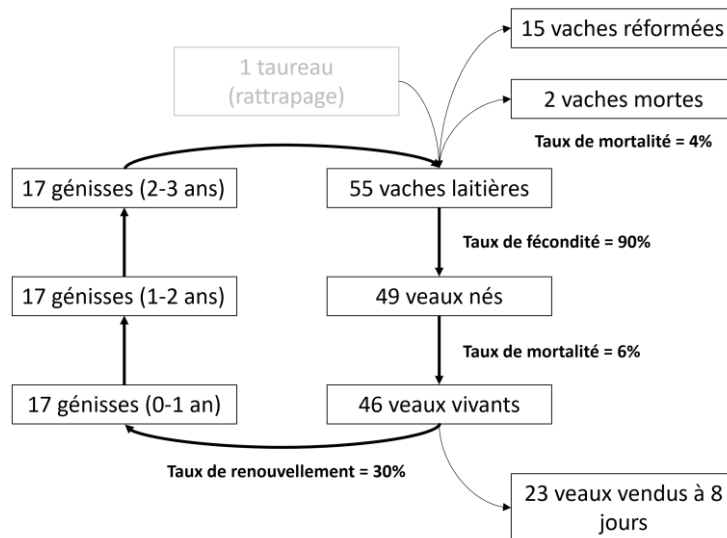 15 vaches réformées
1 taureau
(rattrapage)
2 vaches mortes
Taux de mortalité = 4%
17 génisses (2-3 ans)
55 vaches laitières
Taux de fécondité = 90%
17 génisses (1-2 ans)
49 veaux nés
Taux de mortalité = 6%
17 génisses (0-1 an)
46 veaux vivants
Taux de renouvellement = 30%
23 veaux vendus à 8
jours